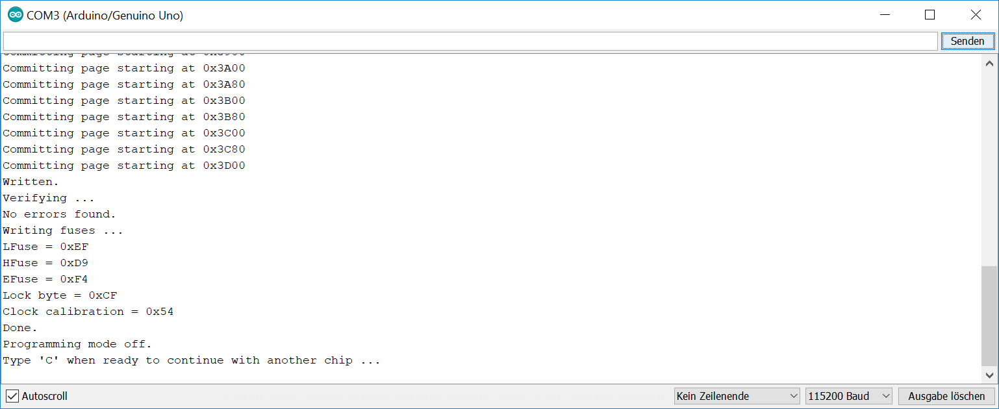 COM3 (Arduino/Genuino Uno)
Senden
Committing page starting at 0x3A00
Committing page starting at 0x3A80
Committing page starting at 0x3B00
Committing page starting at 0x3B80
Committing page starting at 0x3C00
Committing page starting at 0x3C80
Committing page starting at 0x3D00
Written.
Verifying ...
No errors found.
Writing fuses ...
LFuse = 0xEF
HFuse = 0xD9
EFuse = 0xF4
Lock byte = 0xCF
Clock calibration = 0x54
Done.
Programming mode off.
Type 'C' when ready to continue with another chip ...
Autoscroll
Kein Zeilenende
115200 Baud
Ausgabe löschen